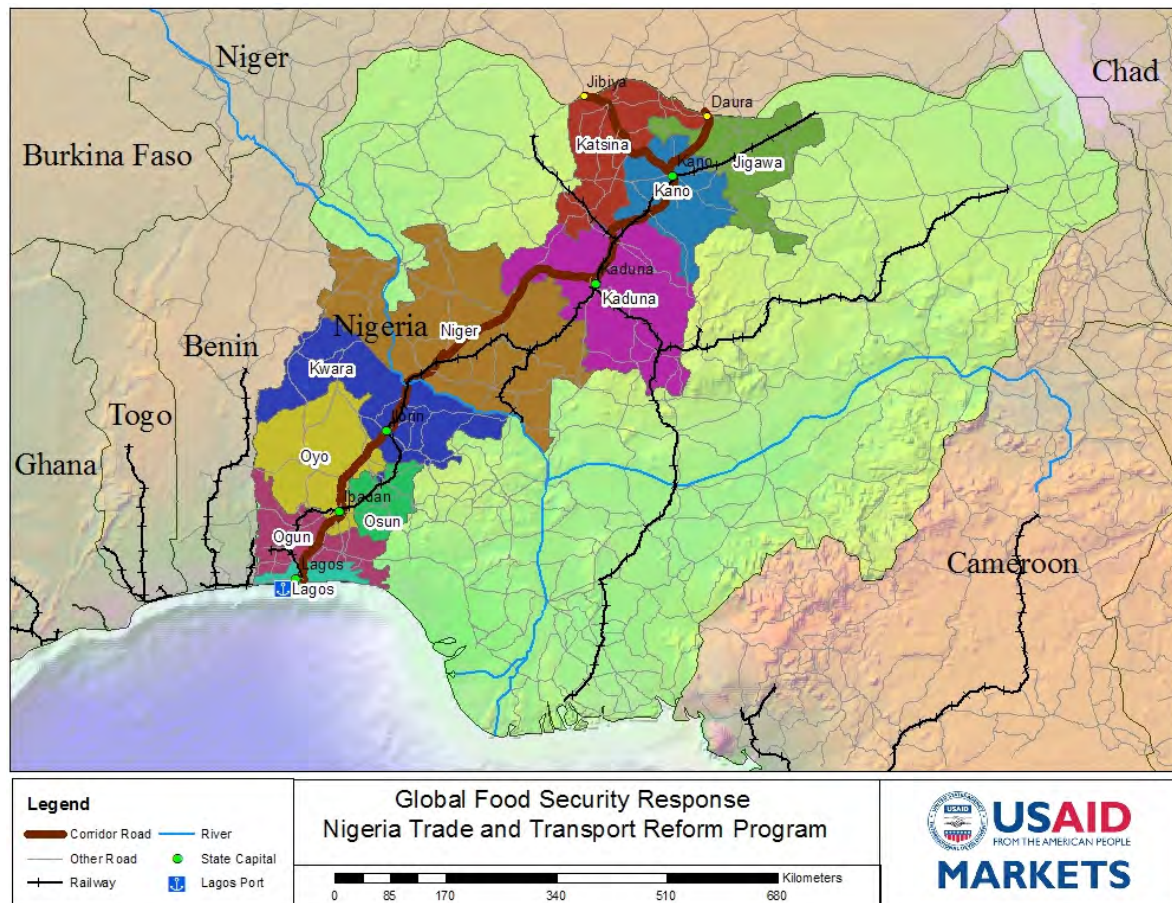 Niger
Chad
Jibiya
Daura
Burkina Faso
Katsina
Kano
Jigawa
Kano
Kaduna
Kaduna
Nigeria
Niger
Benin
Kwara
Togo
Ilorin
Ghana
Oyo
Ibadan
Osun
Ogun
Cameroon
Lagos
Lagos
Legend
Corridor Road
River
Other Road
State Capital
Railway
Lagos Port
Global Food Security Response
Nigeria Trade and Transport Reform Program
Kilometers
0 85 170 340 510 680
USAID
FROM THE AMERICAN PEOPLE
MARKETS